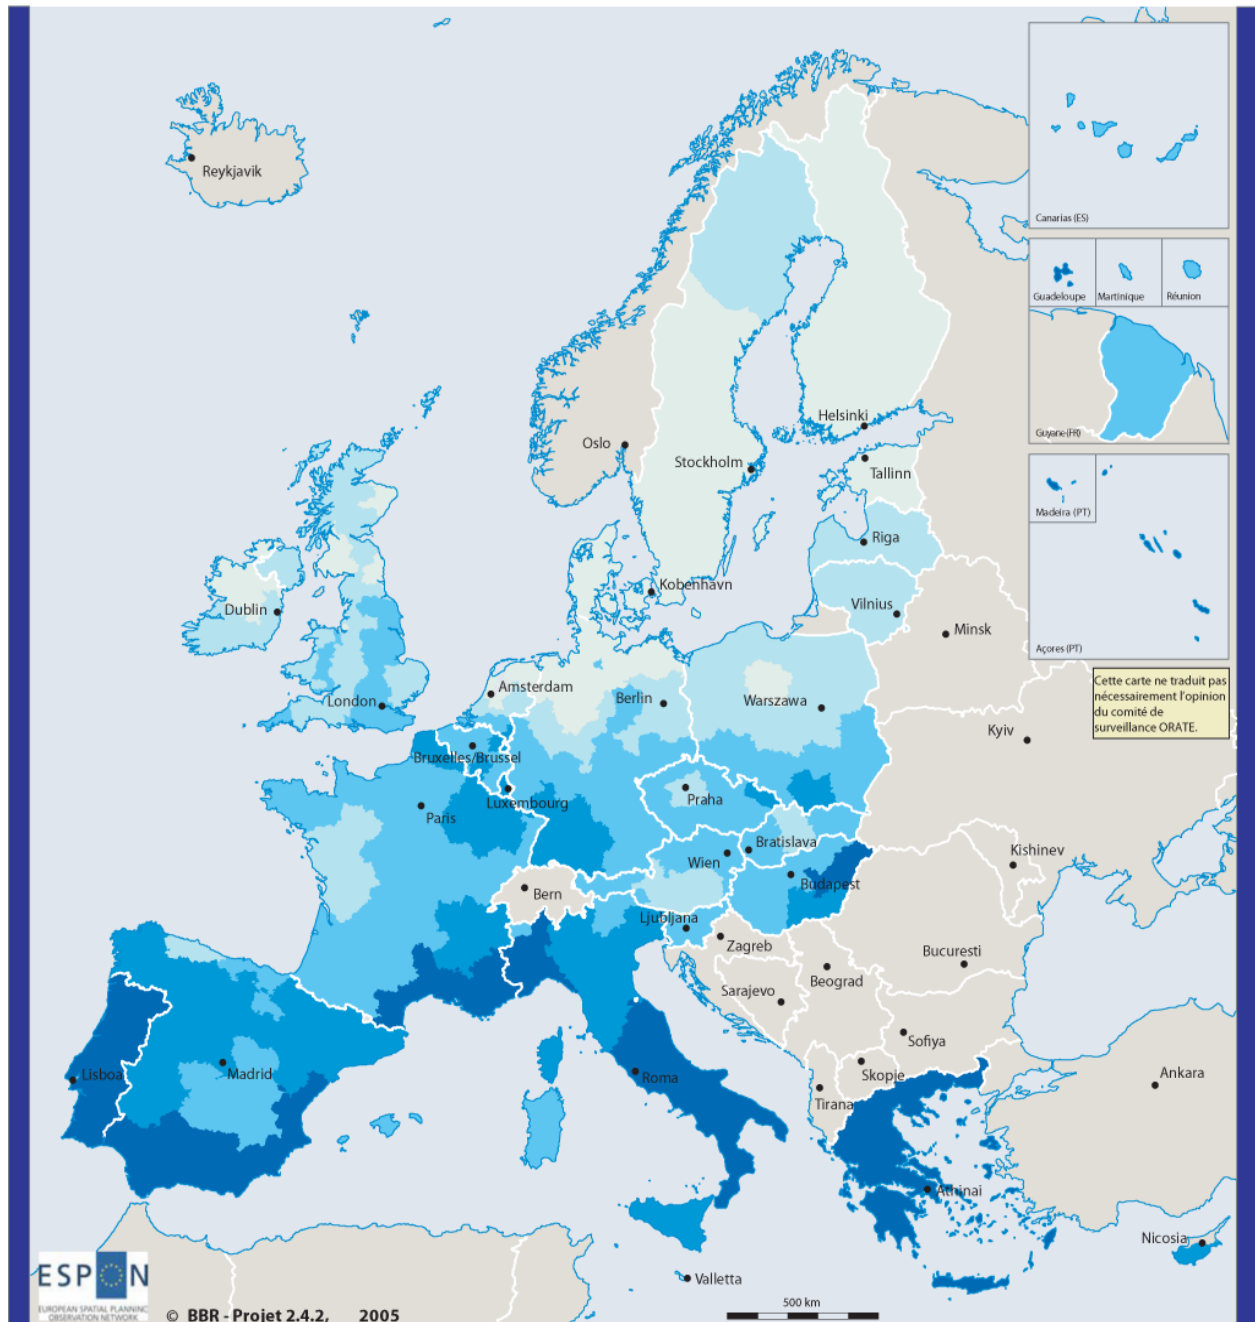 Reykjavik
Canarias (ES)
Guadeloupe
Martinique
Réunion
Guyane(FR)
Helsinki
Oslo
Stockholm
Tallinn
Madeira (PT)
Riga
Kobenhavn
Vilnius
Dublin
Minsk
Açores (PT)
Cette carte ne traduit pas
nécessairement l'opinion
du comité de
surveillance ORATE.
Amsterdam
Berlin
London
Warszawa
Kyiv
Bruxelles/Brussel
Luxembourg
Praha
Paris
Bratislava
Kishinev
Wien
Budapest
Bern
Ljubljana
Zagreb
Bucuresti
Beograd
Sarajevo
Sofiya
Skopje
Lisboa
Madrid
Roma
Tirana
Ankara
Athinai
Nicosia
Valletta
ESPON
EUROPEAN SPATIAL PLANNING
OBSERVATION NETWORK
500 km
© BBR - Projet 2.4.2, 2005